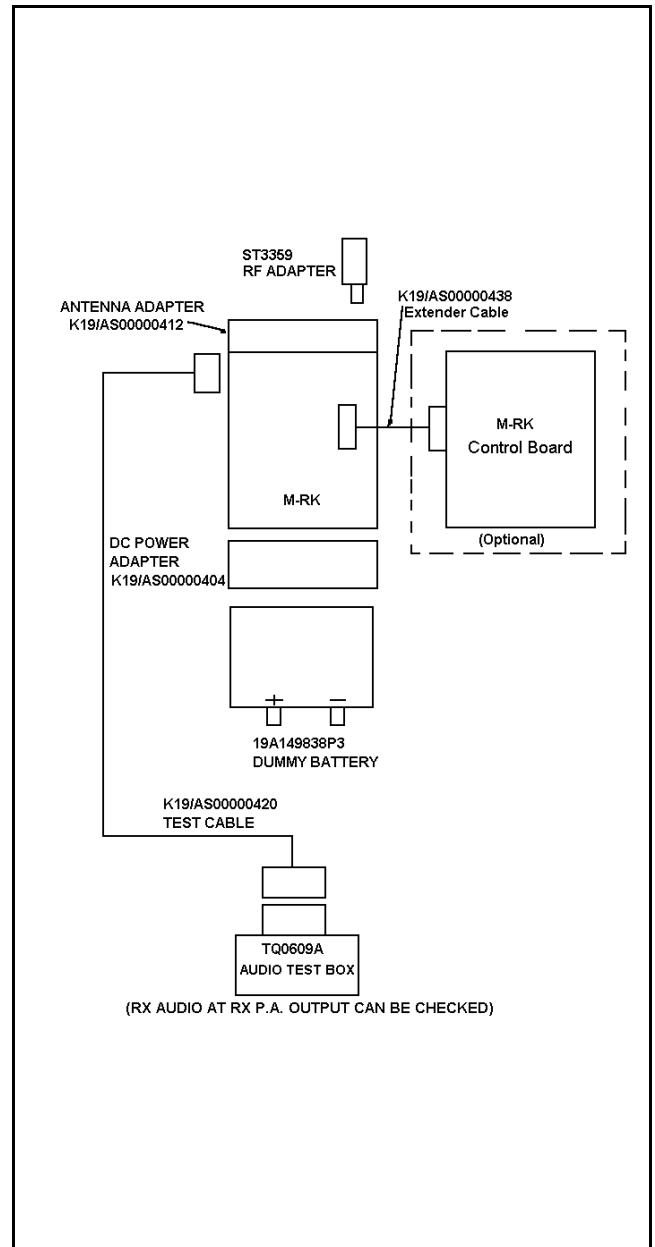 ST3359
RF ADAPTER
K19/AS00000438
Extender Cable
ANTENNA ADAPTER
K19/AS00000412
M-RK
Control Board
M-RK
(Optional)
DC POWER
ADAPTER
K19/AS00000404
+ −
19A149838P3
DUMMY BATTERY
K19/AS00000420
TEST CABLE
TQ0609A
AUDIO TEST BOX
(RX AUDIO AT RX P.A. OUTPUT CAN BE CHECKED)